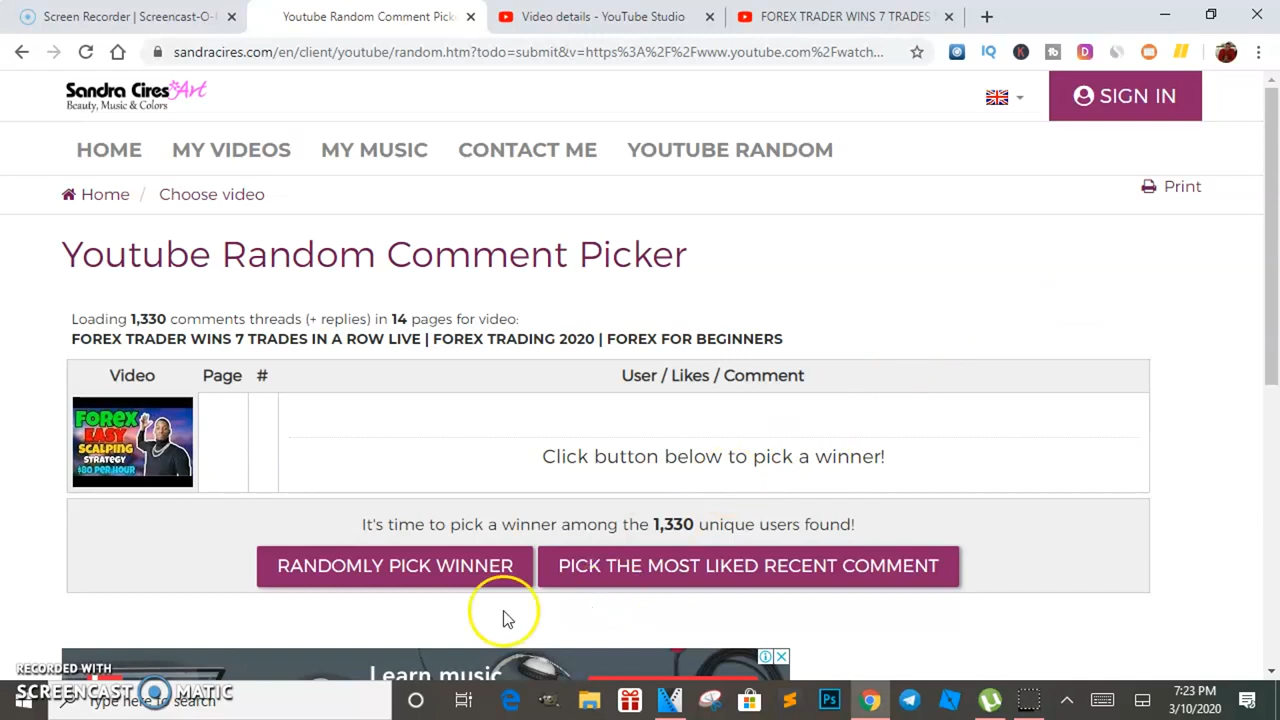 Screen Recorder | Screencast-O-
Youtube Random Comment Picke
Video details - YouTube Studio
FOREX TRADER WINS 7 TRADES
sandracires.com/en/client/youtube/random.htm?todo=submit&v=https%3A%2F%2Fwww.youtube.com%2Fwatch...
Sandra Cires Art
Beauty, Music & Colors
SIGN IN
HOME
MY VIDEOS
MY MUSIC
CONTACT ME
YOUTUBE RANDOM
Home / Choose video
Print
Youtube Random Comment Picker
Loading 1,330 comments threads (+ replies) in 14 pages for video:
FOREX TRADER WINS 7 TRADES IN A ROW LIVE | FOREX TRADING 2020 | FOREX FOR BEGINNERS
Video
Page
#
User / Likes / Comment
FOREX
EASY
SCALPING
STRATEGY
$80 PER HOUR
Click button below to pick a winner!
It's time to pick a winner among the 1,330 unique users found!
RANDOMLY PICK WINNER
PICK THE MOST LIKED RECENT COMMENT
Learn music
RECORDED WITH
SCREENCAST MATIC
Type here to search
7:23 PM
3/10/2020